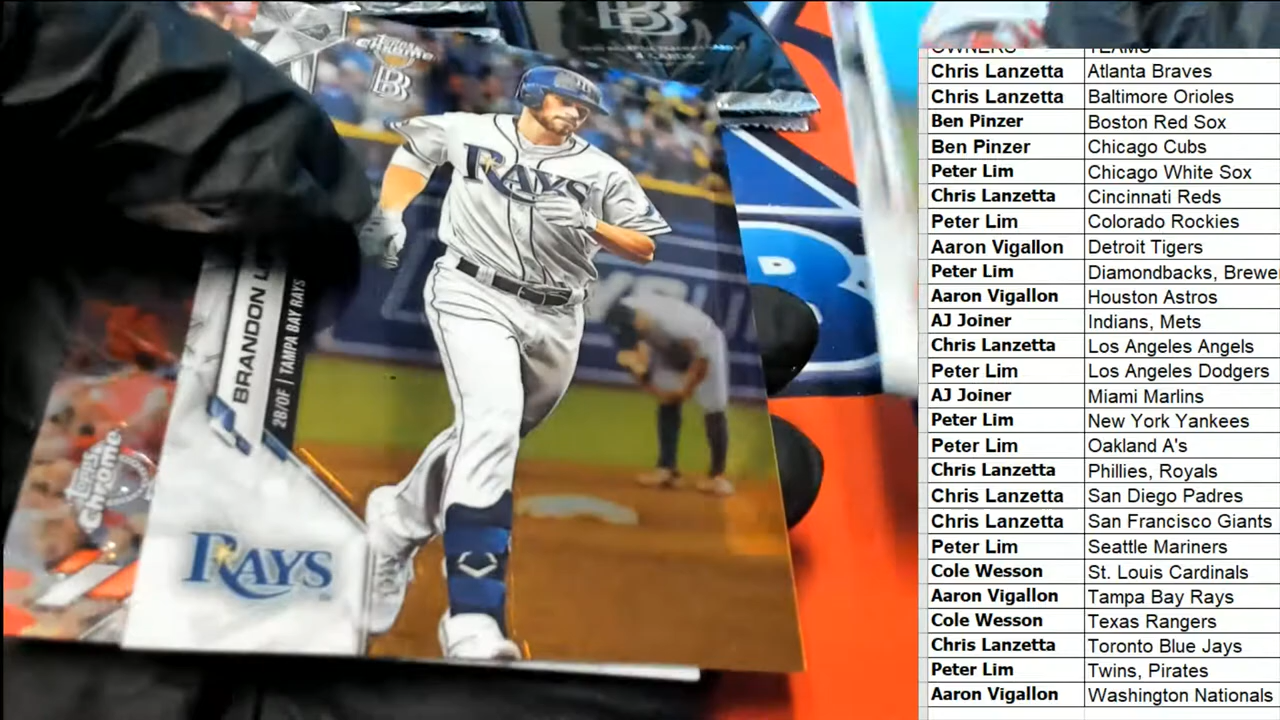 CARDS
Topps
Chrome
RAYS
BRANDON
2B/OF | TAMPA BAY RAYS
RAYS
Topps
Chrome
B
OWNERS TEAMS
Chris Lanzetta Atlanta Braves
Chris Lanzetta Baltimore Orioles
Ben Pinzer Boston Red Sox
Ben Pinzer Chicago Cubs
Peter Lim Chicago White Sox
Chris Lanzetta Cincinnati Reds
Peter Lim Colorado Rockies
Aaron Vigallon Detroit Tigers
Peter Lim Diamondbacks, Brewe
Aaron Vigallon Houston Astros
AJ Joiner Indians, Mets
Chris Lanzetta Los Angeles Angels
Peter Lim Los Angeles Dodgers
AJ Joiner Miami Marlins
Peter Lim New York Yankees
Peter Lim Oakland A's
Chris Lanzetta Phillies, Royals
Chris Lanzetta San Diego Padres
Chris Lanzetta San Francisco Giants
Peter Lim Seattle Mariners
Cole Wesson St. Louis Cardinals
Aaron Vigallon Tampa Bay Rays
Cole Wesson Texas Rangers
Chris Lanzetta Toronto Blue Jays
Peter Lim Twins, Pirates
Aaron Vigallon Washington Nationals